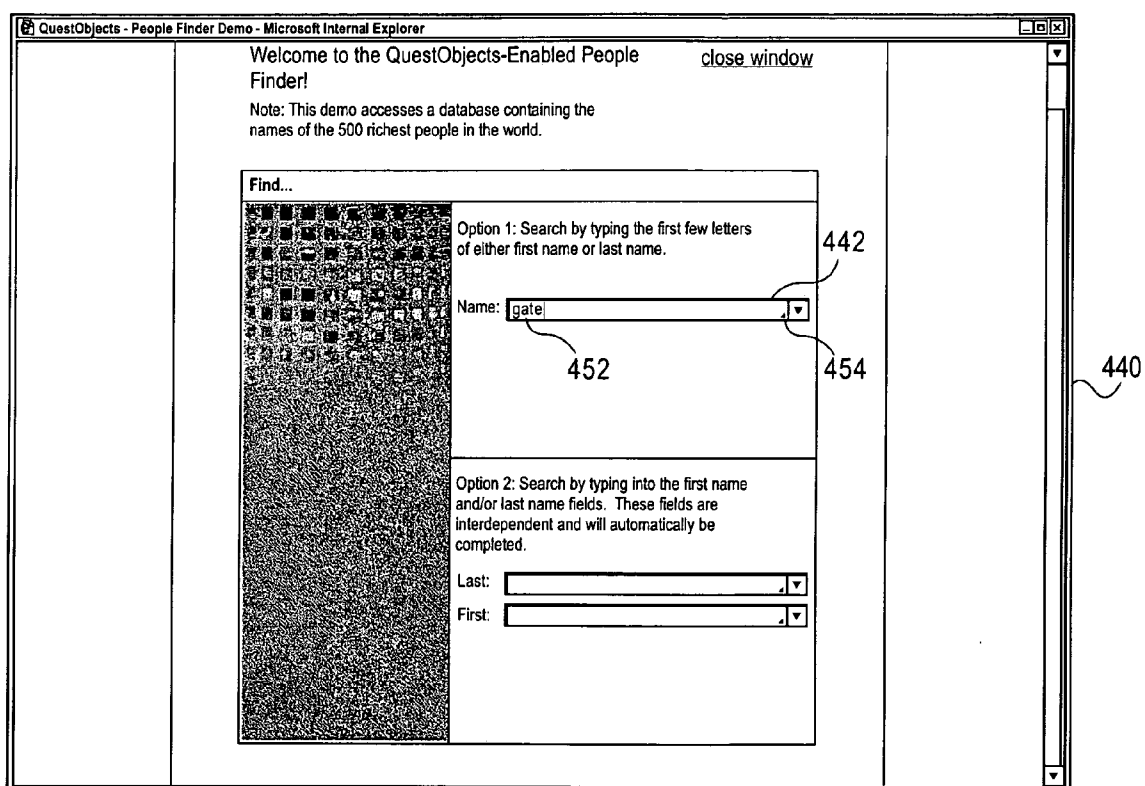 QuestObjects - People Finder Demo - Microsoft Internal Explorer
Welcome to the QuestObjects-Enabled People
Finder!
close window
Note: This demo accesses a database containing the
names of the 500 richest people in the world.
Find...
Option 1: Search by typing the first few letters
of either first name or last name.
442
Name: gate
452
454
440
Option 2: Search by typing into the first name
and/or last name fields. These fields are
interdependent and will automatically be
completed.
Last:
First: